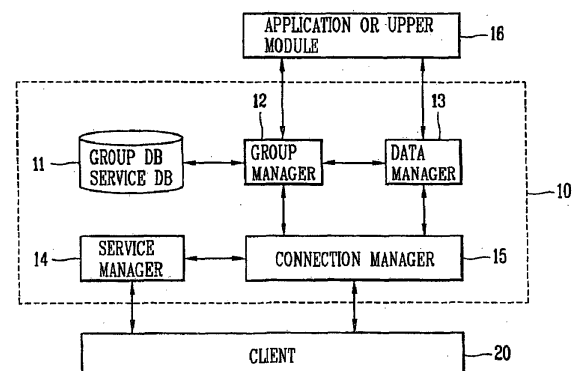 APPLICATION OR UPPER
MODULE
16
12
13
11
GROUP DB
SERVICE DB
GROUP
MANAGER
DATA
MANAGER
10
14
SERVICE
MANAGER
CONNECTION MANAGER
15
CLIENT
20